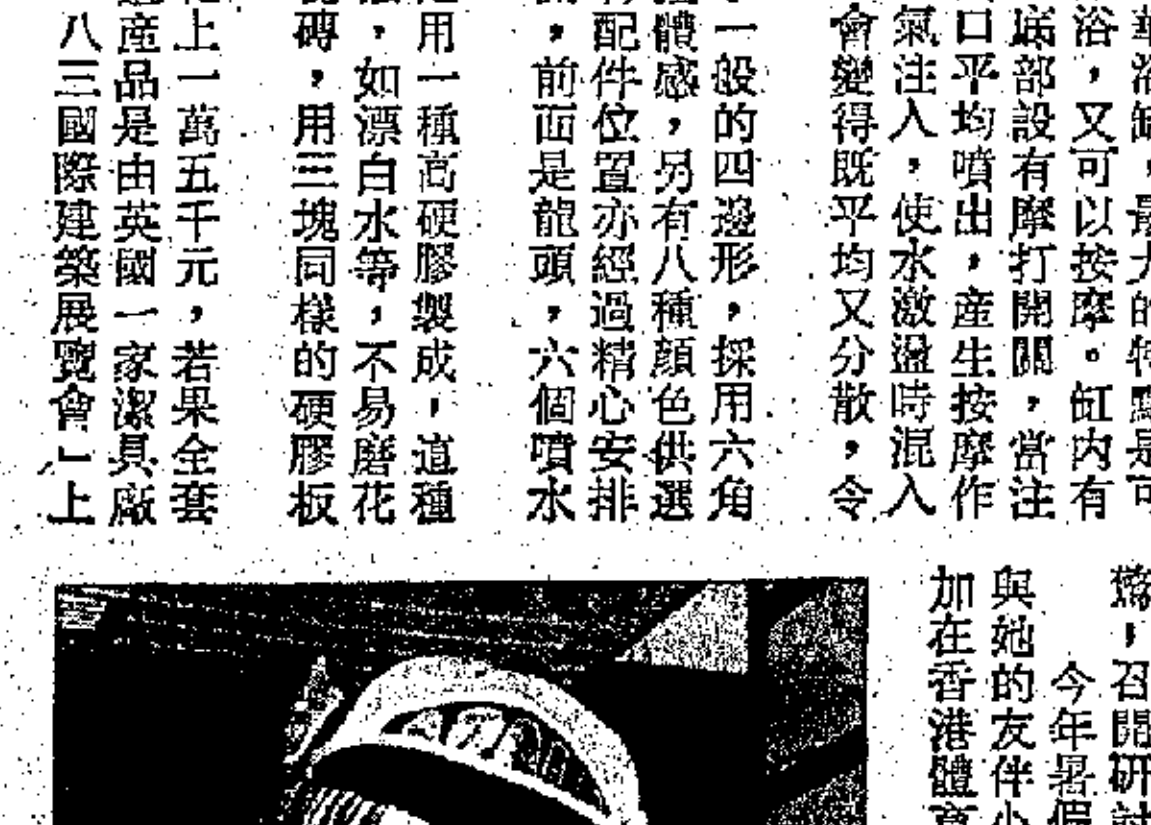 浴缸，最大的特點是可
浴，又可以按摩。缸內有
底部設有摩打開關，當注
口平均噴出，產生按摩作
氣注入，使水激盪時混入
會變得既平均又分散，令
一般的四邊形，採用六角
體感，另有八種顏色供選
配件位置亦經過精心安排
，前面是龍頭，六個噴水
用一種高硬膠製成，這種
，如漂白水等，不易磨花
磚，用三塊同樣的硬膠板
上一萬五千元，若果全套
產品是由英國一家潔具廠
八三國際建築展覽會」上
，召開研討
今年暑假
與她的友伴小
加在香港體育